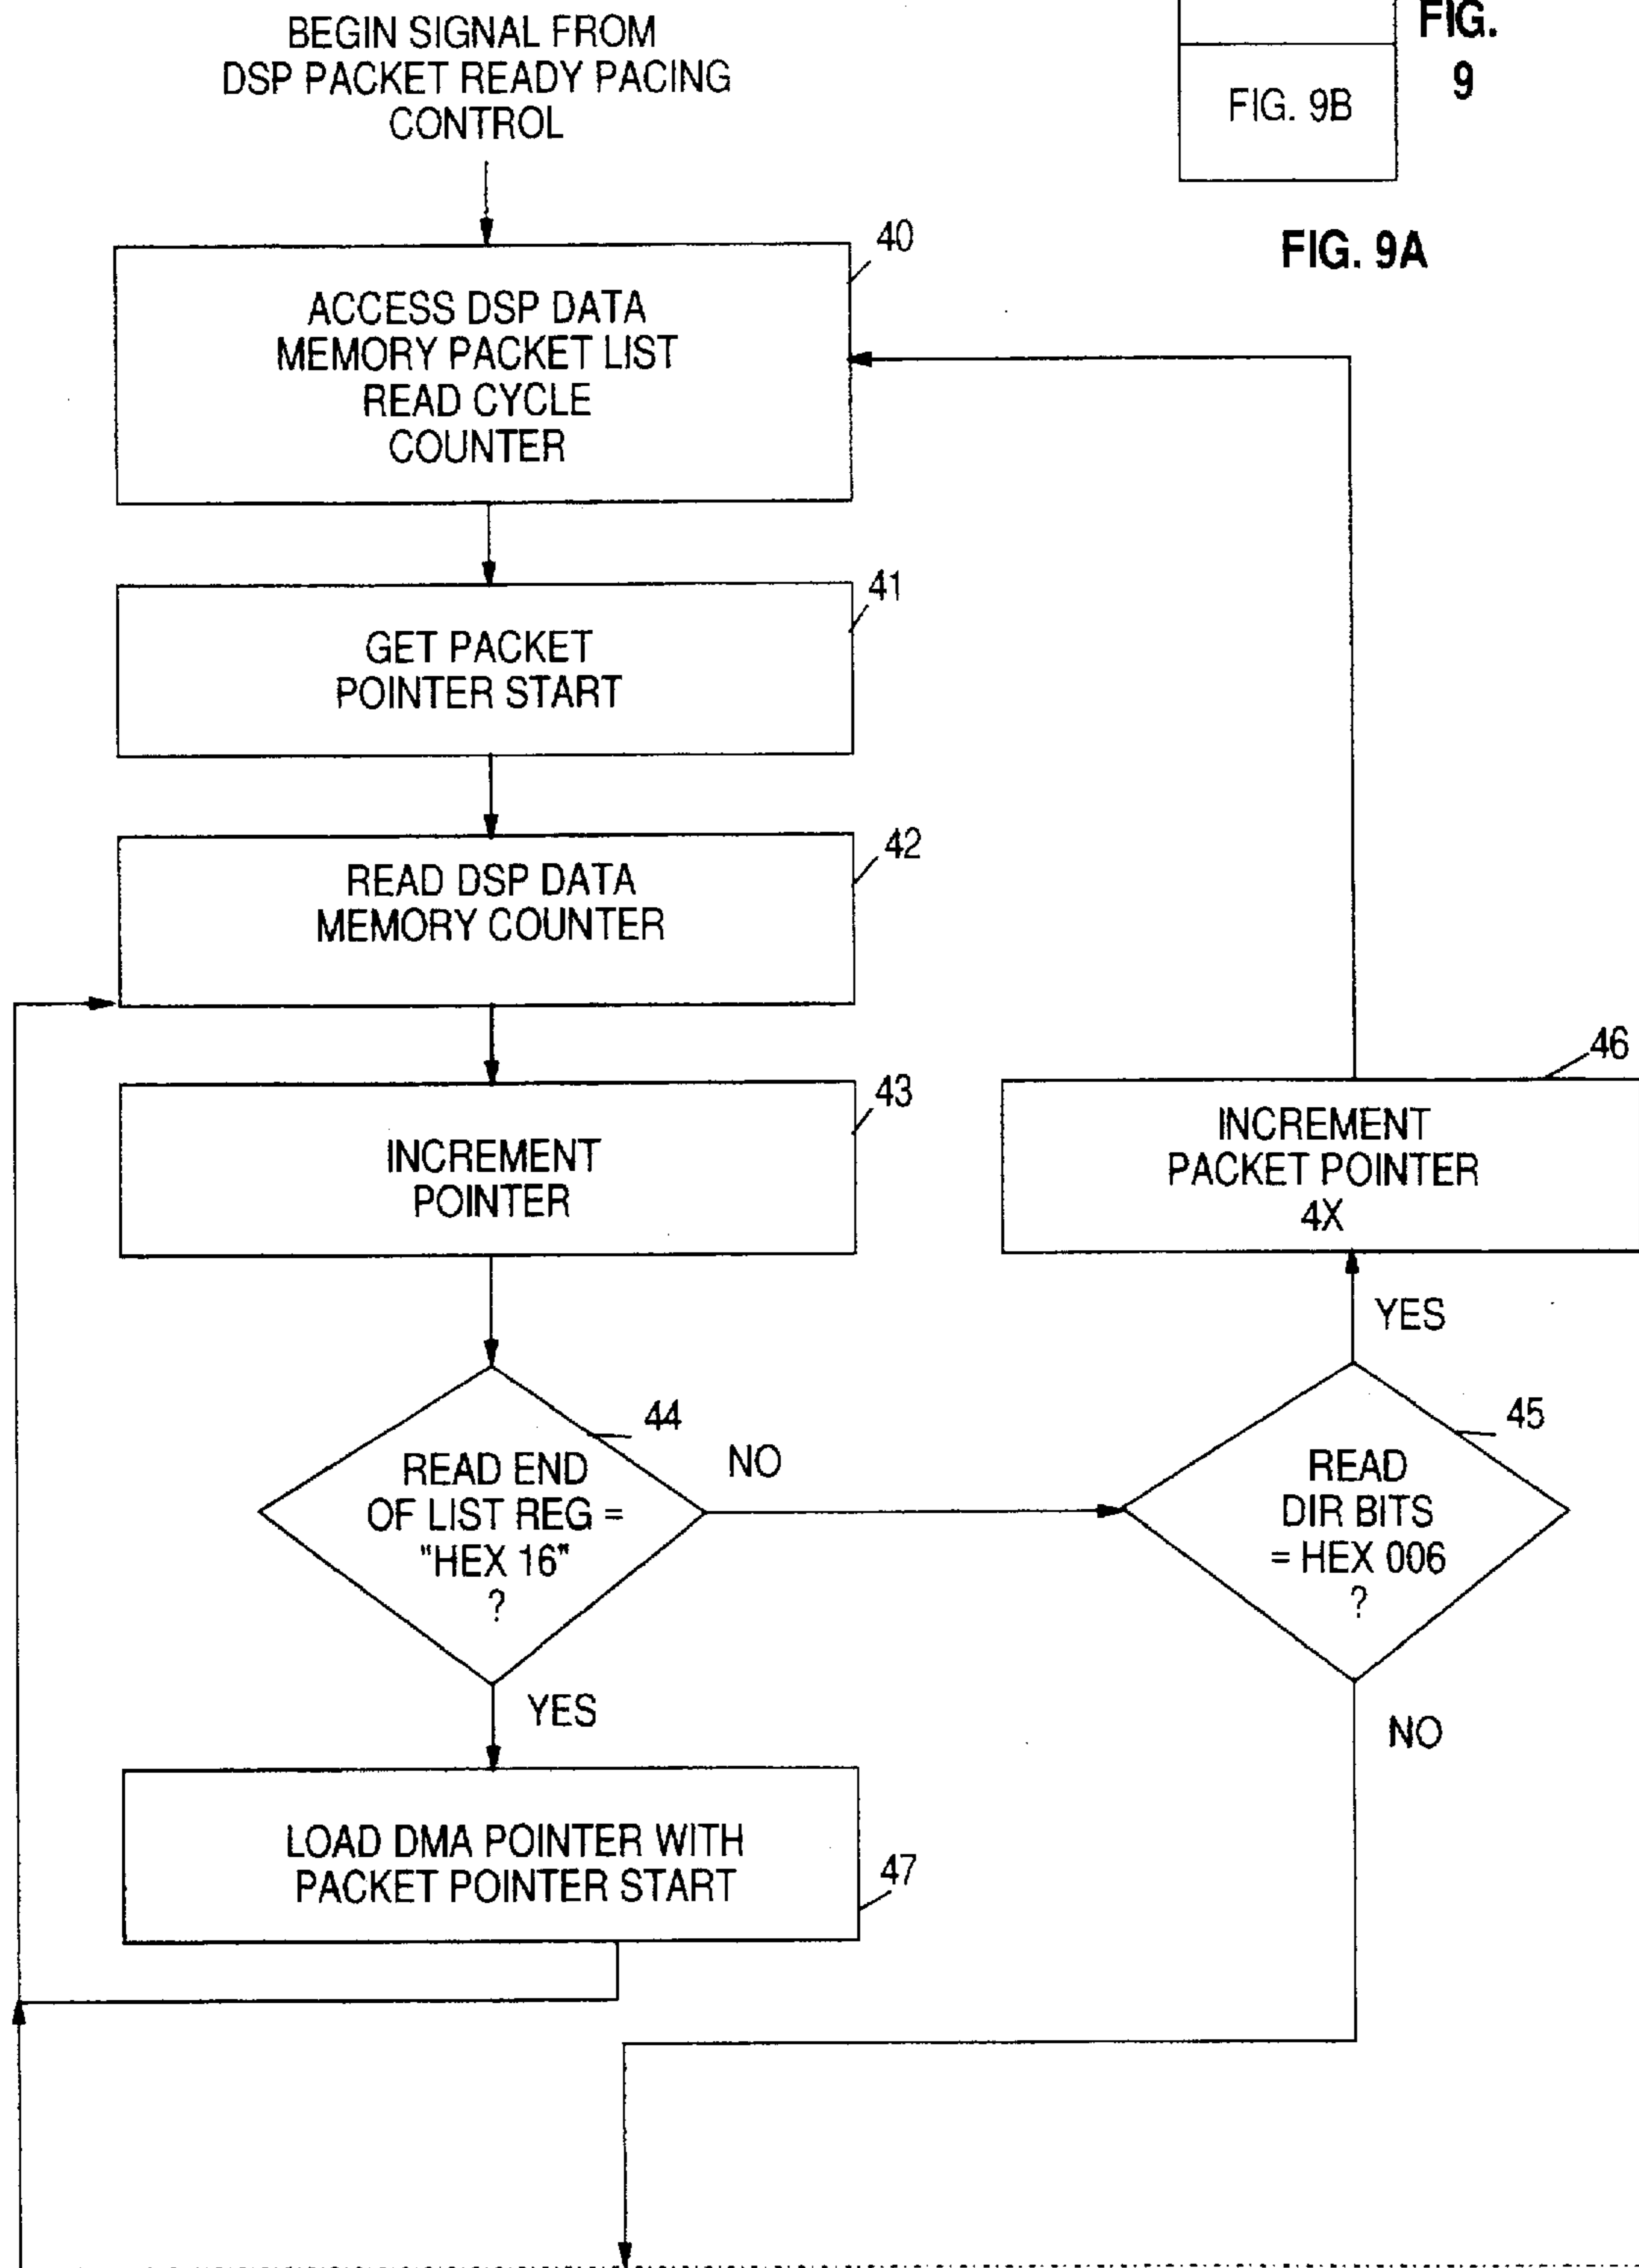 BEGIN SIGNAL FROM
DSP PACKET READY PACING
CONTROL
FIG.
9
FIG. 9B
FIG. 9A
40
ACCESS DSP DATA
MEMORY PACKET LIST
READ CYCLE
COUNTER
41
GET PACKET
POINTER START
42
READ DSP DATA
MEMORY COUNTER
43
INCREMENT
POINTER
46
INCREMENT
PACKET POINTER
4X
YES
44
READ END
OF LIST REG =
"HEX 16"
?
NO
45
READ
DIR BITS
= HEX 006
?
YES
NO
LOAD DMA POINTER WITH
PACKET POINTER START
47